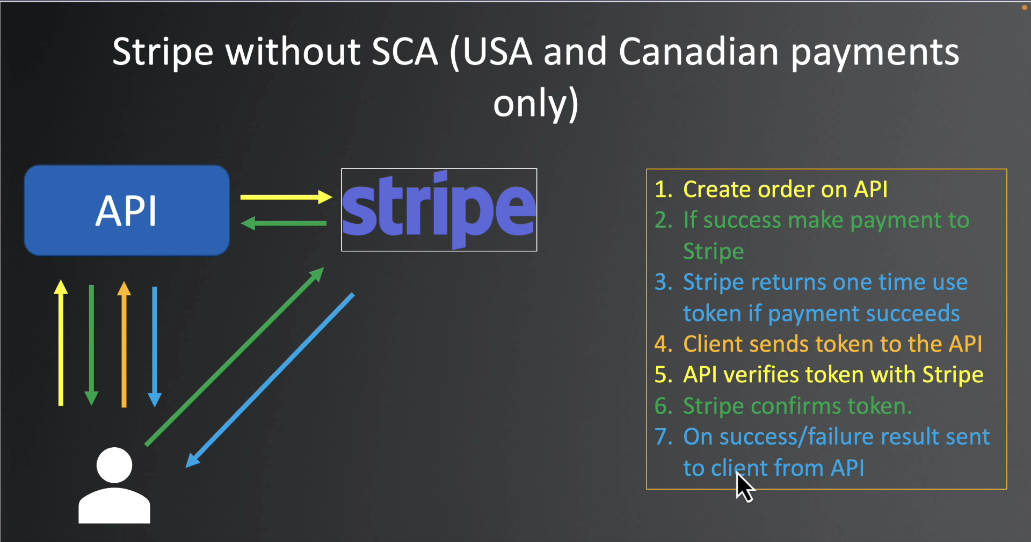 Stripe without SCA (USA and Canadian payments
only)
API
stripe
1. Create order on API
2. If success make payment to
Stripe
3. Stripe returns one time use
token if payment succeeds
4. Client sends token to the API
5. API verifies token with Stripe
6. Stripe confirms token.
7. On success/failure result sent
to client from API